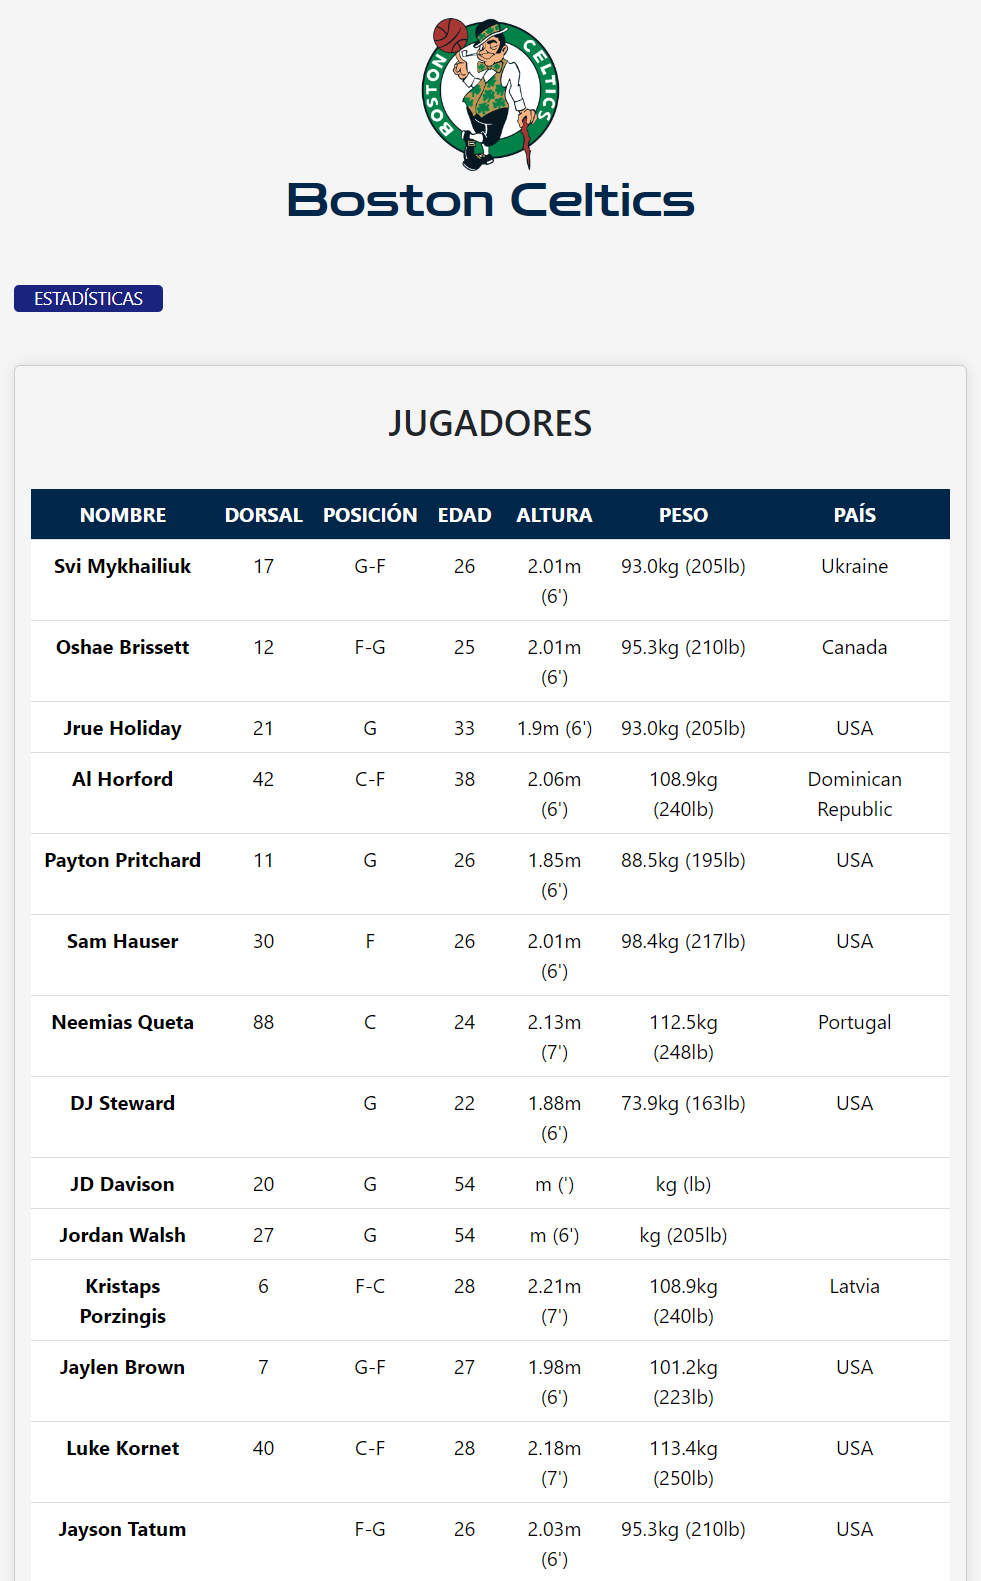 BOSTON CELTICS
Boston Celtics
ESTADÍSTICAS
JUGADORES
NOMBRE DORSAL POSICIÓN EDAD ALTURA PESO PAÍS
Svi Mykhailiuk 17 G-F 26 2.01m 93.0kg (205lb) Ukraine
(6')
Oshae Brissett 12 F-G 25 2.01m 95.3kg (210lb) Canada
(6')
Jrue Holiday 21 G 33 1.9m (6') 93.0kg (205lb) USA
Al Horford 42 C-F 38 2.06m 108.9kg Dominican
(6') (240lb) Republic
Payton Pritchard 11 G 26 1.85m 88.5kg (195lb) USA
(6')
Sam Hauser 30 F 26 2.01m 98.4kg (217lb) USA
(6')
Neemias Queta 88 C 24 2.13m 112.5kg Portugal
(7') (248lb)
DJ Steward G 22 1.88m 73.9kg (163lb) USA
(6')
JD Davison 20 G 54 m (') kg (lb)
Jordan Walsh 27 G 54 m (6') kg (205lb)
Kristaps 6 F-C 28 2.21m 108.9kg Latvia
Porzingis (7') (240lb)
Jaylen Brown 7 G-F 27 1.98m 101.2kg USA
(6') (223lb)
Luke Kornet 40 C-F 28 2.18m 113.4kg USA
(7') (250lb)
Jayson Tatum F-G 26 2.03m 95.3kg (210lb) USA
(6')